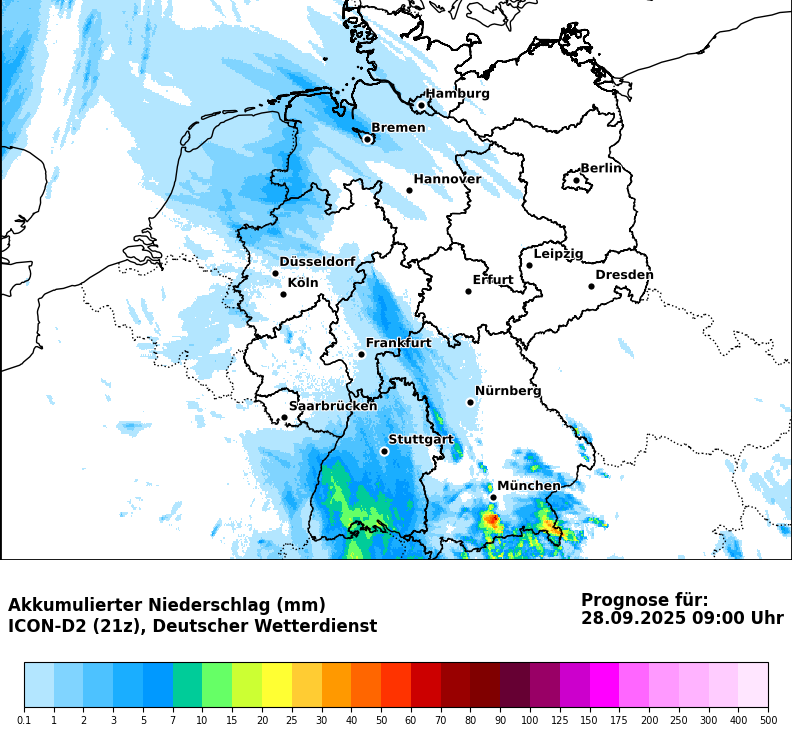 Hamburg
Bremen
Berlin
Hannover
Leipzig
Düsseldorf
Dresden
Köln
Erfurt
Frankfurt
Nürnberg
Saarbrücken
Stuttgart
München
Akkumulierter Niederschlag (mm)
ICON-D2 (21z), Deutscher Wetterdienst
Prognose für:
28.09.2025 09:00 Uhr
0.1 1 2 3 5 7 10 15 20 25 30 40 50 60 70 80 90 100 125 150 175 200 250 300 400 500